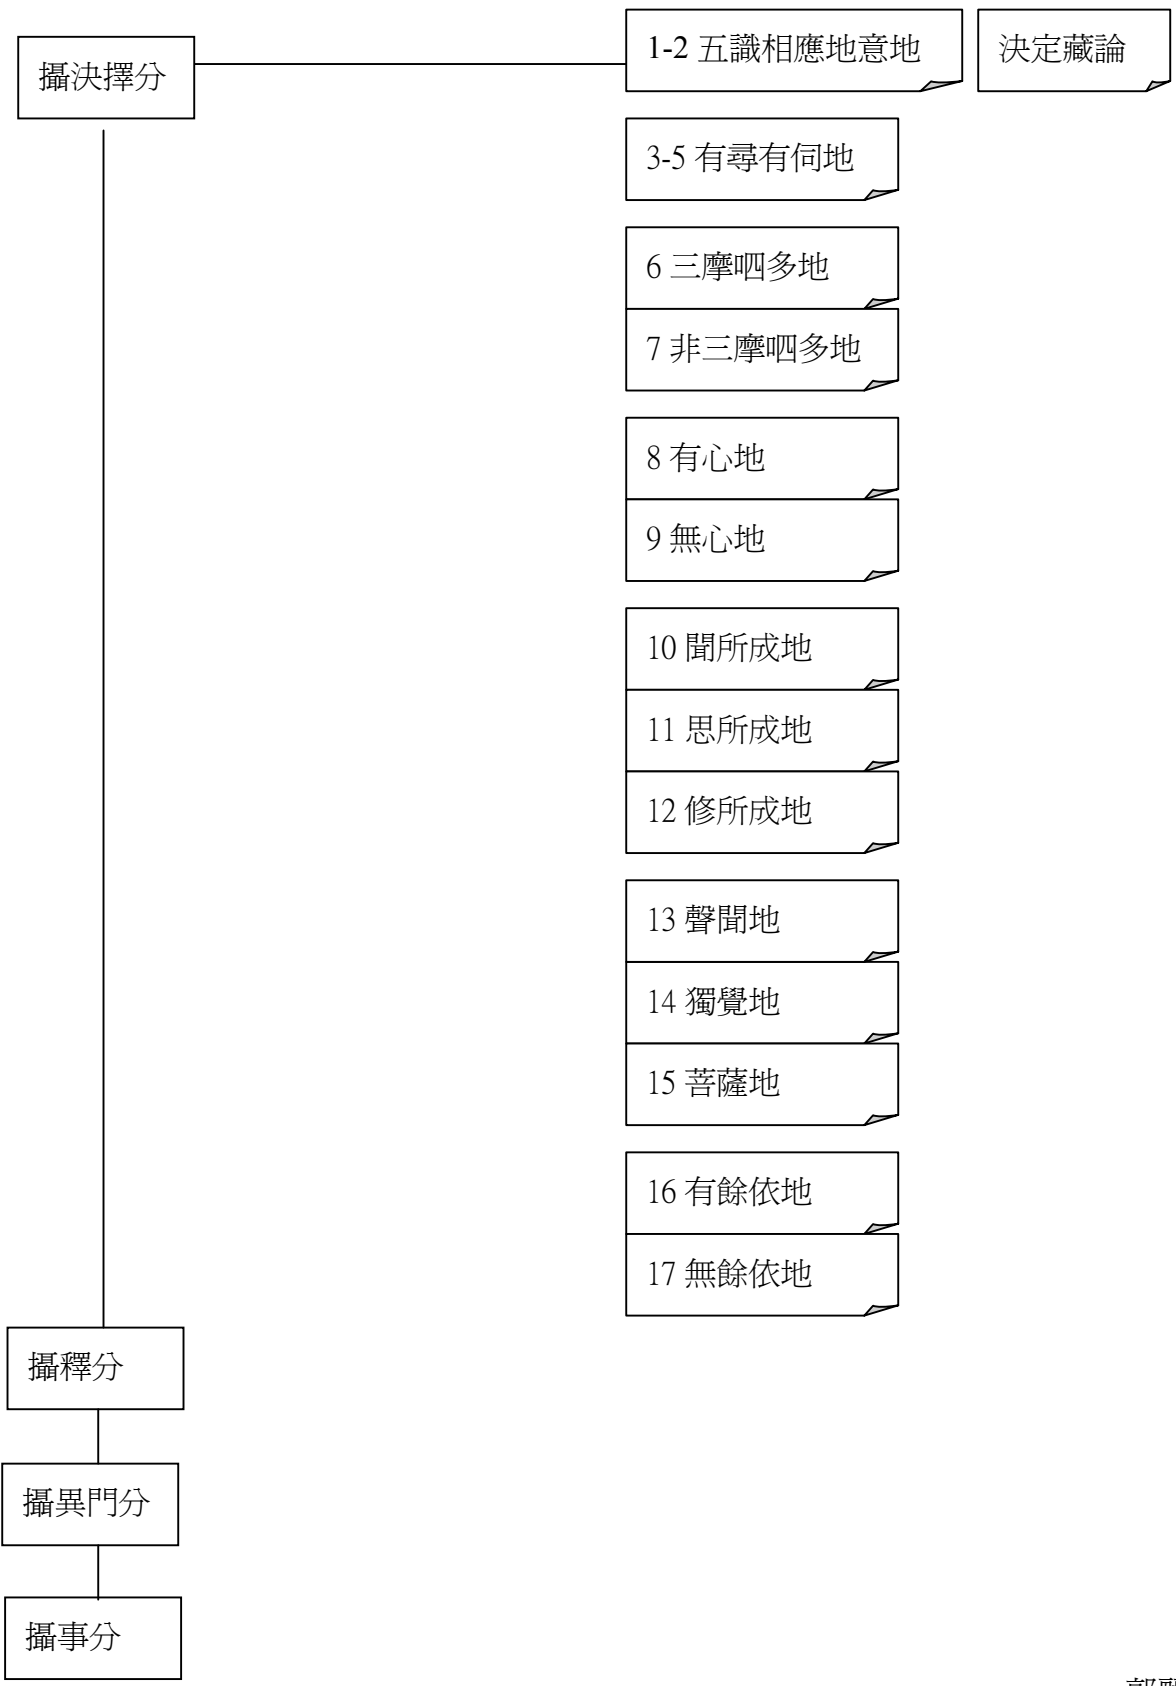 攝決擇分
1-2 五識相應地意地
決定藏論
3-5 有尋有伺地
6 三摩呬多地
7 非三摩呬多地
8 有心地
9 無心地
10 聞所成地
11 思所成地
12 修所成地
13 聲聞地
14 獨覺地
15 菩薩地
16 有餘依地
17 無餘依地
攝釋分
攝異門分
攝事分